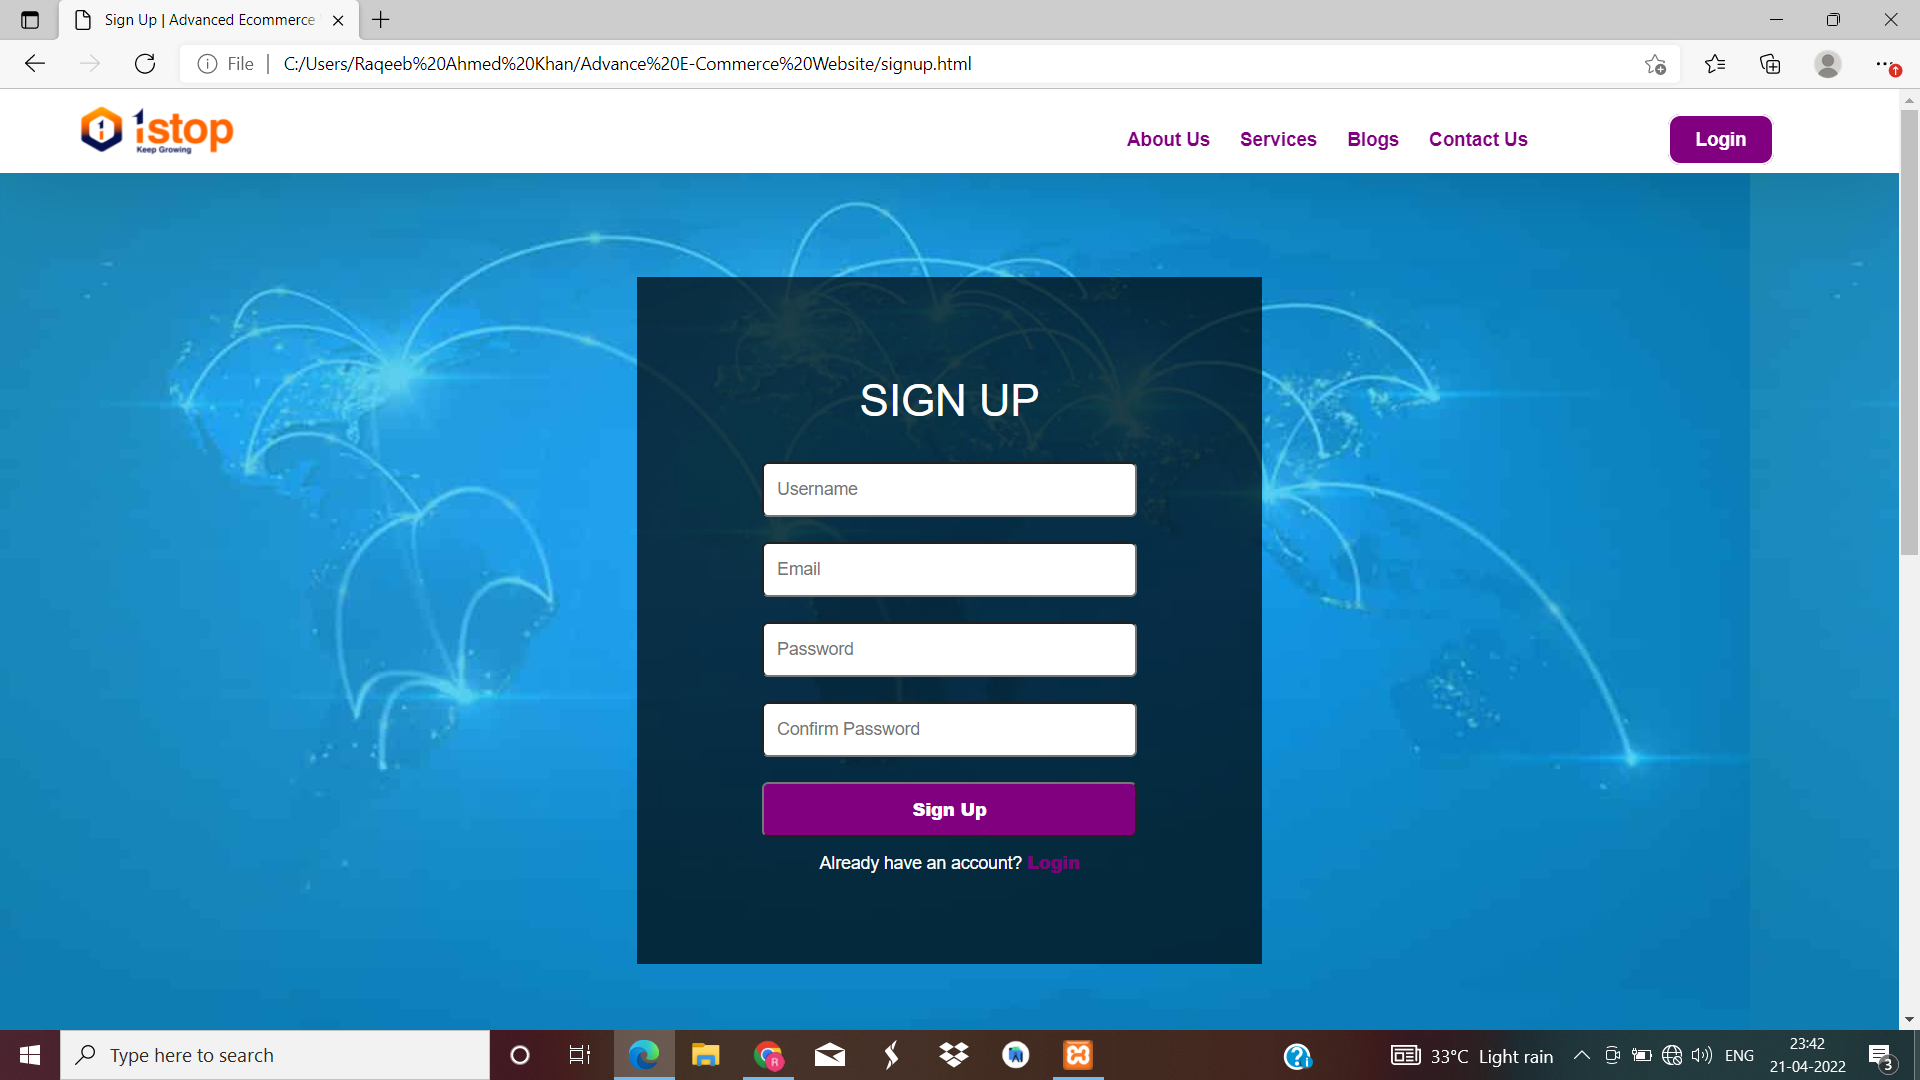 Sign Up | Advanced Ecommerce
File C:/Users/Raqeeb%20Ahmed%20Khan/Advance%20E-Commerce%20Website/signup.html
1stop
Keep Growing
About Us Services Blogs Contact Us Login
SIGN UP
Username
Email
Password
Confirm Password
Sign Up
Already have an account? Login
Type here to search
R
33°C Light rain
ENG
23:42
21-04-2022
3